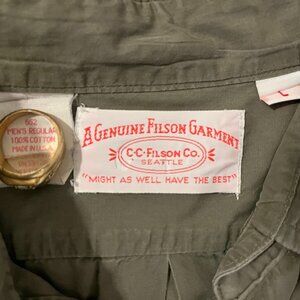 662
MEN'S REGULAR
100% COTTON
MADE IN U.S.A.
A GENUINE FILSON GARMENT
C·C·FILSON CO.
SEATTLE
"MIGHT AS WELL HAVE THE BEST"
L